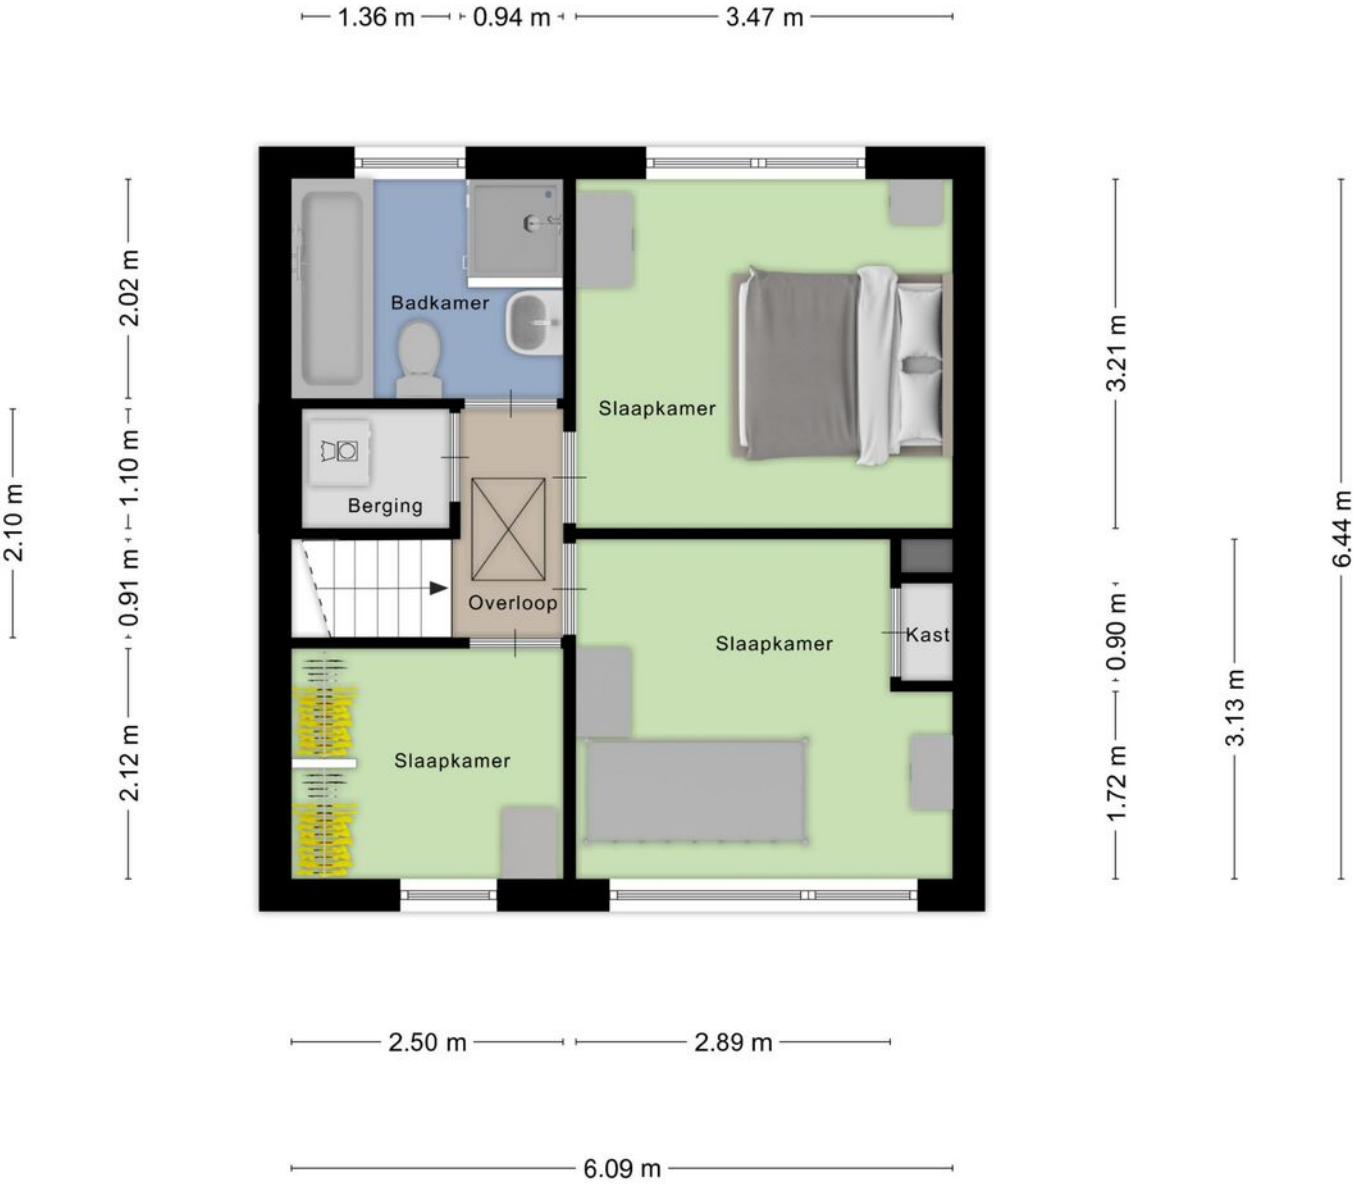 1.36 m
0.94 m
3.47 m
2.02 m
Badkamer
3.21 m
Slaapkamer
1.10 m
2.10 m
Berging
6.44 m
0.91 m
Overloop
0.90 m
Kast
Slaapkamer
3.13 m
Slaapkamer
2.12 m
1.72 m
2.50 m
2.89 m
6.09 m